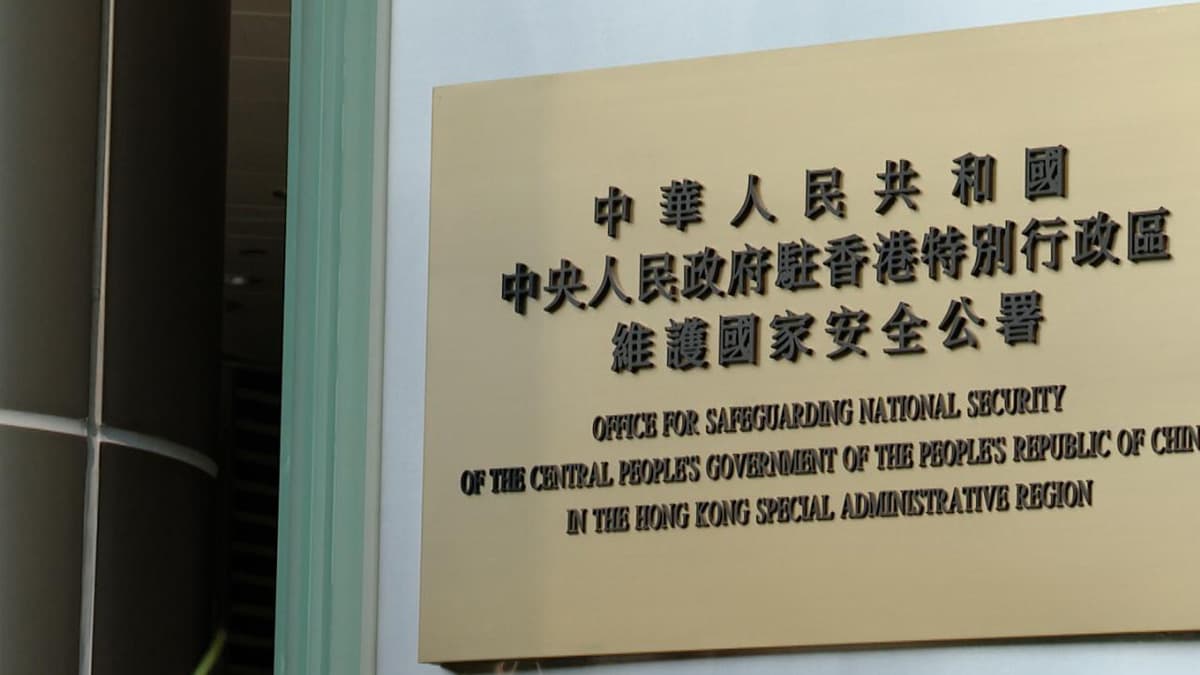 中華人民共和國
中央人民政府駐香港特別行政區
維護國家安全公署
OFFICE FOR SAFEGUARDING NATIONAL SECURITY
OF THE CENTRAL PEOPLE'S GOVERNMENT OF THE PEOPLE'S REPUBLIC OF CHIN
IN THE HONG KONG SPECIAL ADMINISTRATIVE REGION